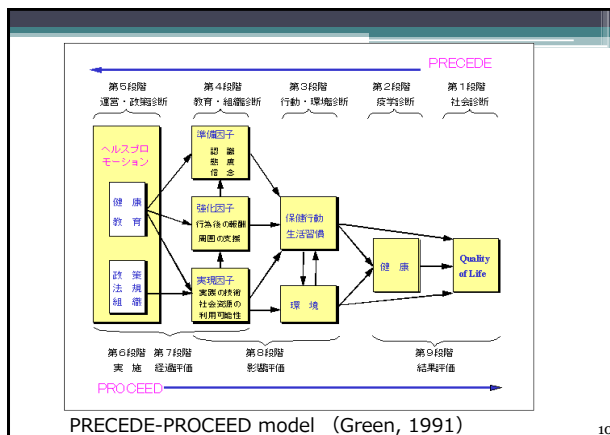 PRECEDE
第5段階 第4段階 第3段階 第2段階 第1段階
運営・政策診断 教育・組織診断 行動・環境診断 疫学診断 社会診断
ヘルスプロ
モーション
健康
教育
政策
法規
組織
準備因子
認識
態度
信念
強化因子
行為後の報酬
周囲の支援
実現因子
実際の技術
社会資源の
利用可能性
保健行動
生活習慣
環境
健康
Quality
of Life
第6段階 第7段階 第8段階 第9段階
実施 経過評価 影響評価 結果評価
PROCEED
PRECEDE-PROCEED model （Green, 1991）
10